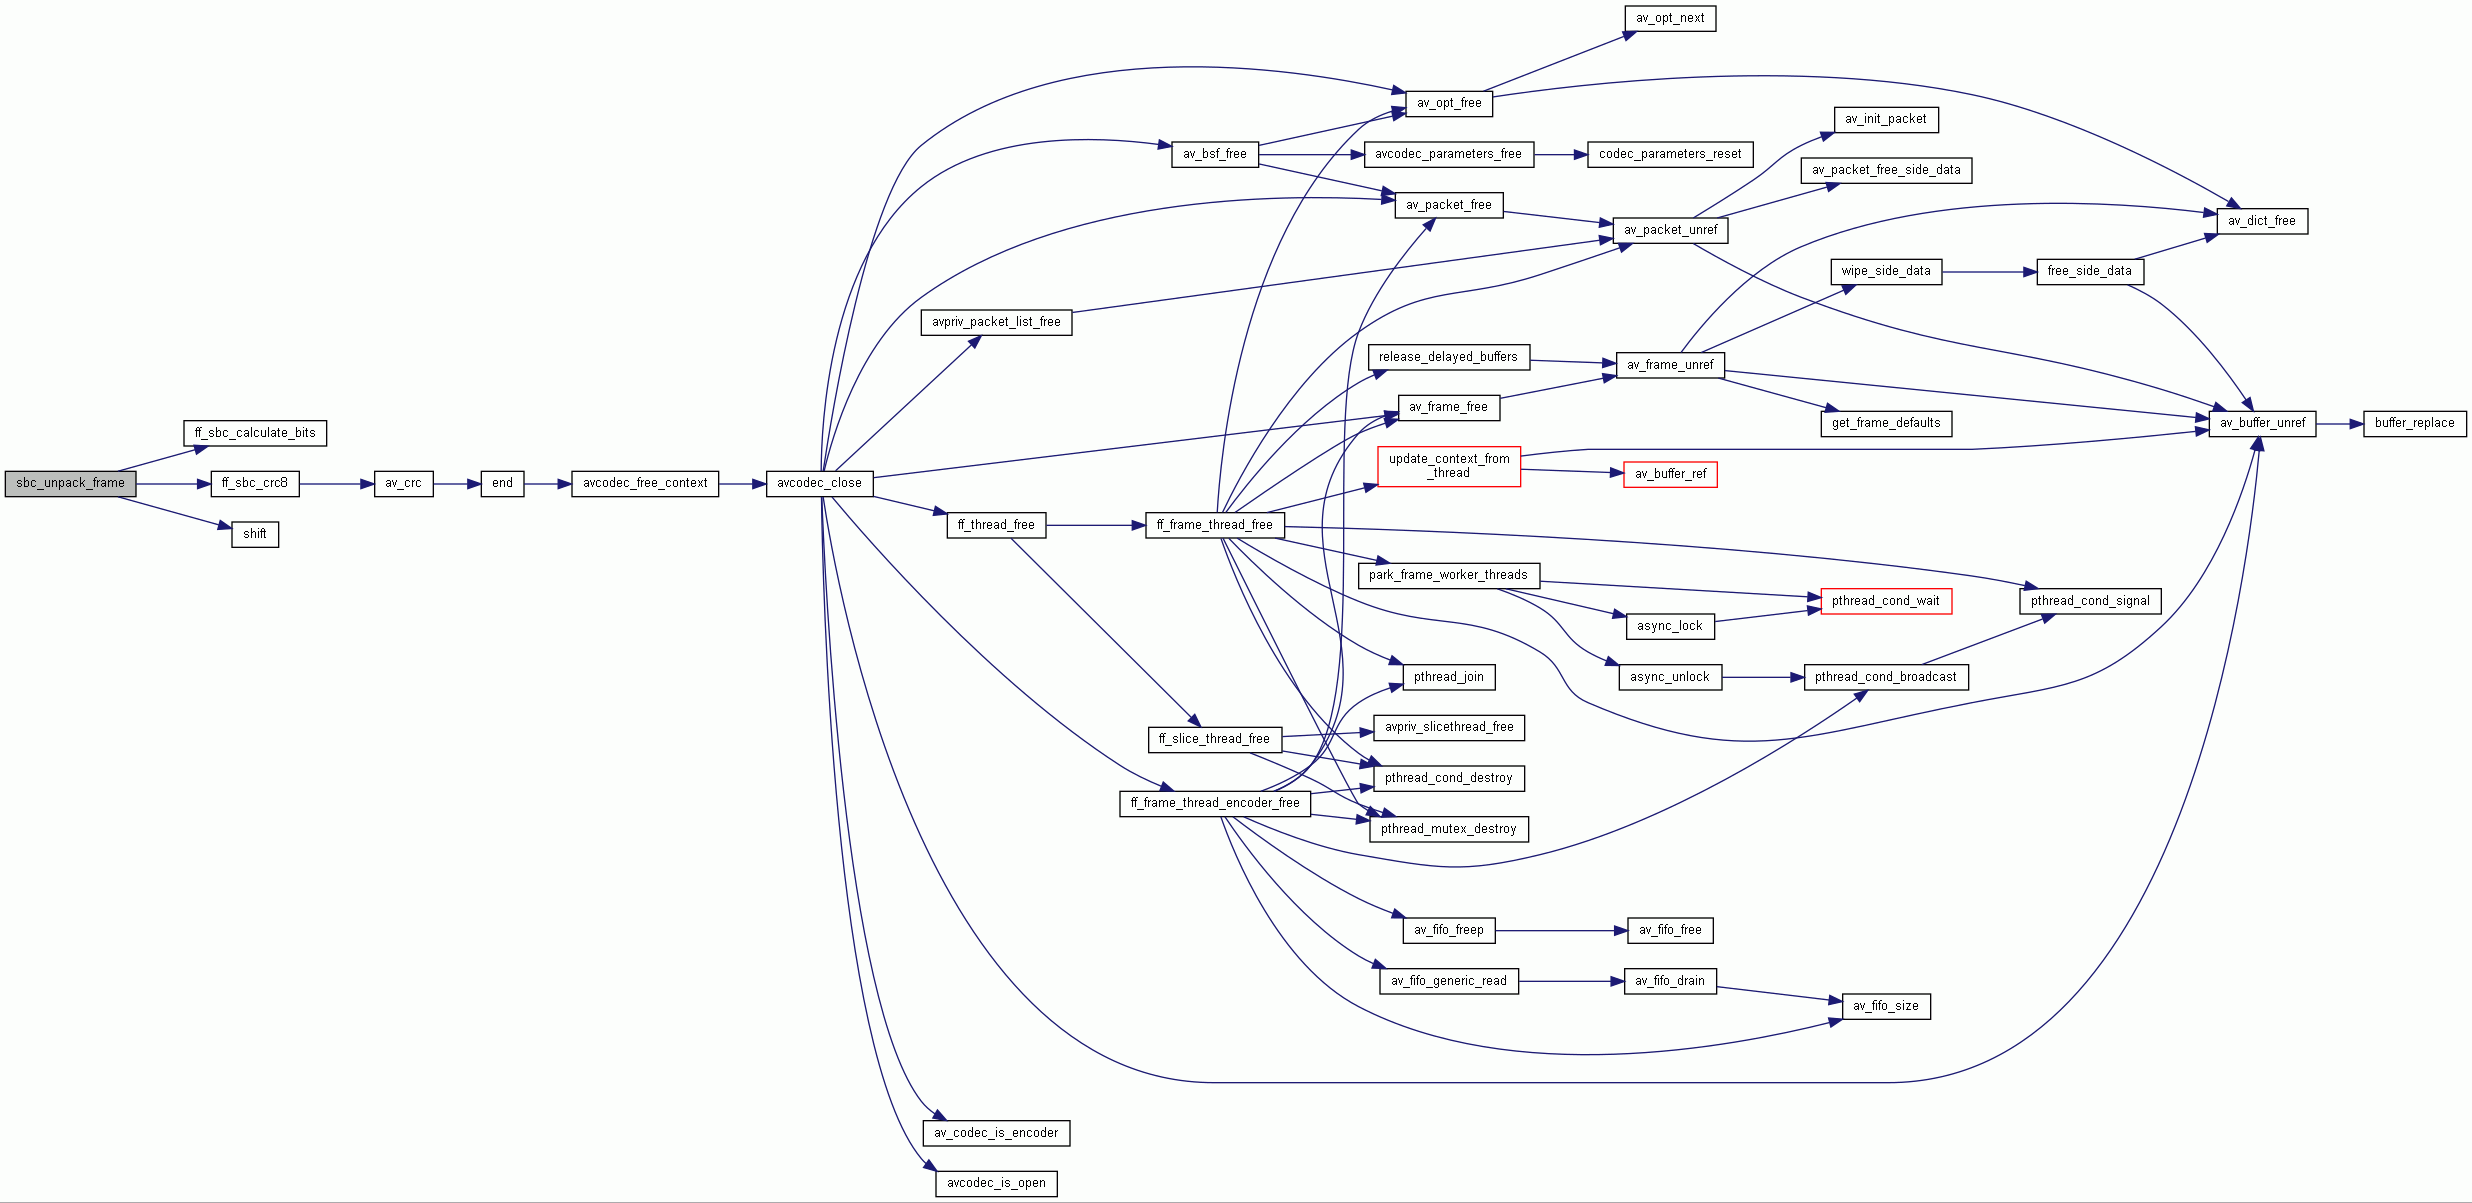 av_opt_next
av_opt_free
av_init_packet
av_bsf_free
avcodec_parameters_free
codec_parameters_reset
av_packet_free_side_data
av_packet_free
av_dict_free
av_packet_unref
wipe_side_data
free_side_data
avpriv_packet_list_free
release_delayed_buffers
av_frame_unref
av_frame_free
get_frame_defaults
av_buffer_unref
buffer_replace
ff_sbc_calculate_bits
update_context_from
_thread
av_buffer_ref
sbc_unpack_frame
ff_sbc_crc8
av_crc
end
avcodec_free_context
avcodec_close
shift
ff_thread_free
ff_frame_thread_free
park_frame_worker_threads
pthread_cond_wait
pthread_cond_signal
async_lock
pthread_join
async_unlock
pthread_cond_broadcast
avpriv_slicethread_free
ff_slice_thread_free
pthread_cond_destroy
ff_frame_thread_encoder_free
pthread_mutex_destroy
av_fifo_freep
av_fifo_free
av_fifo_generic_read
av_fifo_drain
av_fifo_size
av_codec_is_encoder
avcodec_is_open